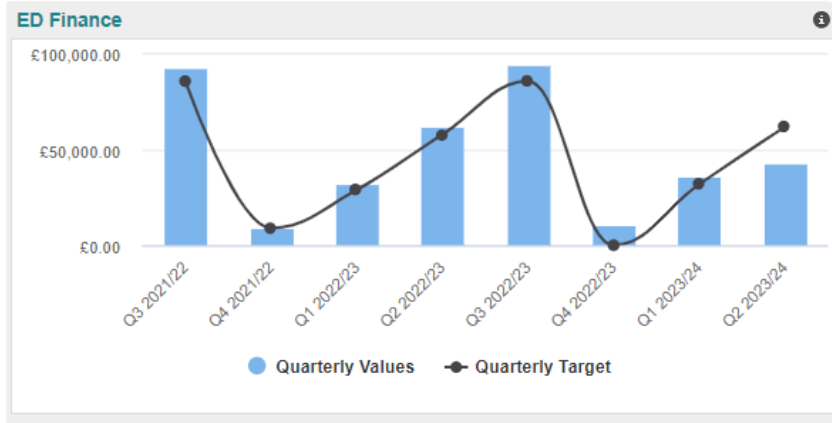 ED Finance
£100,000.00
£50,000.00
£0.00
Q3 2021/22
Q4 2021/22
Q1 2022/23
Q2 2022/23
Q3 2022/23
Q4 2022/23
Q1 2023/24
Q2 2023/24
Quarterly Values
Quarterly Target